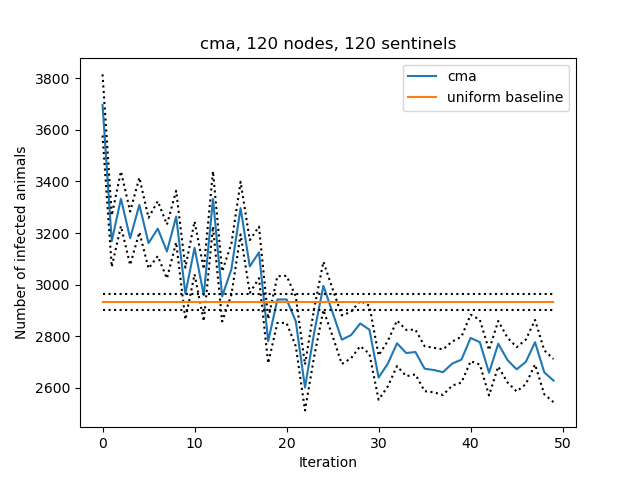 cma, 120 nodes, 120 sentinels
cma
uniform baseline
Number of infected animals
3800
3600
3400
3200
3000
2800
2600
0
10
20
30
40
50
Iteration